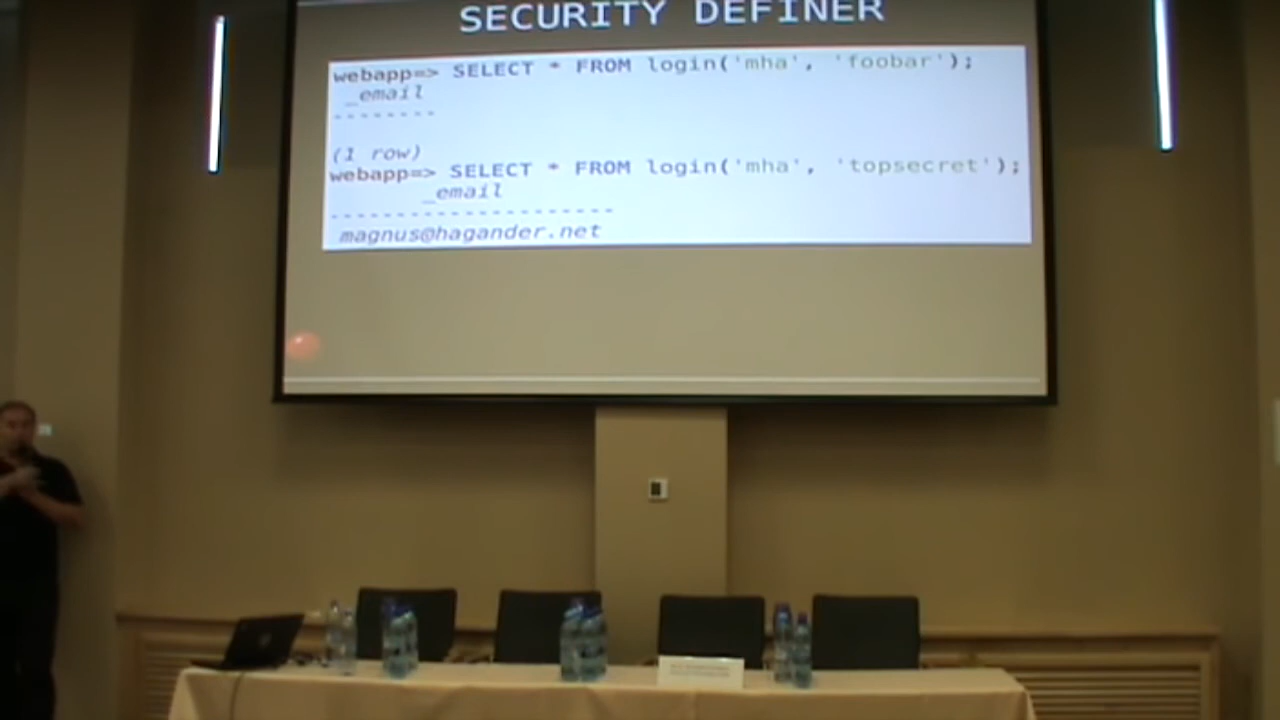 SECURITY DEFINER
webapp=> SELECT * FROM login('mha', 'foobar');
_email
--------

(1 row)
webapp=> SELECT * FROM login('mha', 'topsecret');
_email
---------------------
magnus@hagander.net